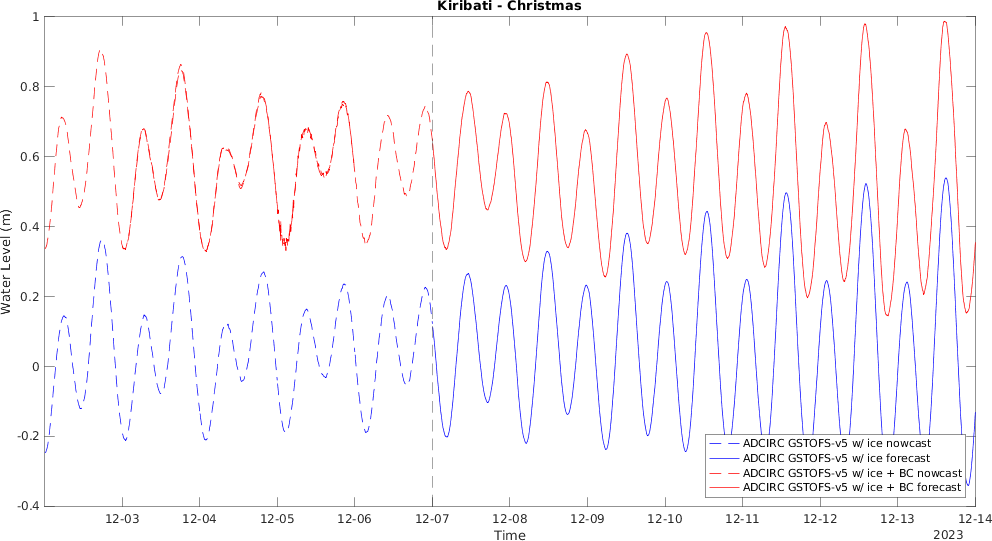 Kiribati - Christmas
1
0.8
0.6
0.4
0.2
0
-0.2
-0.4
Water Level (m)
ADCIRC GSTOFS-v5 w/ ice nowcast
ADCIRC GSTOFS-v5 w/ ice forecast
ADCIRC GSTOFS-v5 w/ ice + BC nowcast
ADCIRC GSTOFS-v5 w/ ice + BC forecast
12-03 12-04 12-05 12-06 12-07 12-08 12-09 12-10 12-11 12-12 12-13 12-14
Time
2023